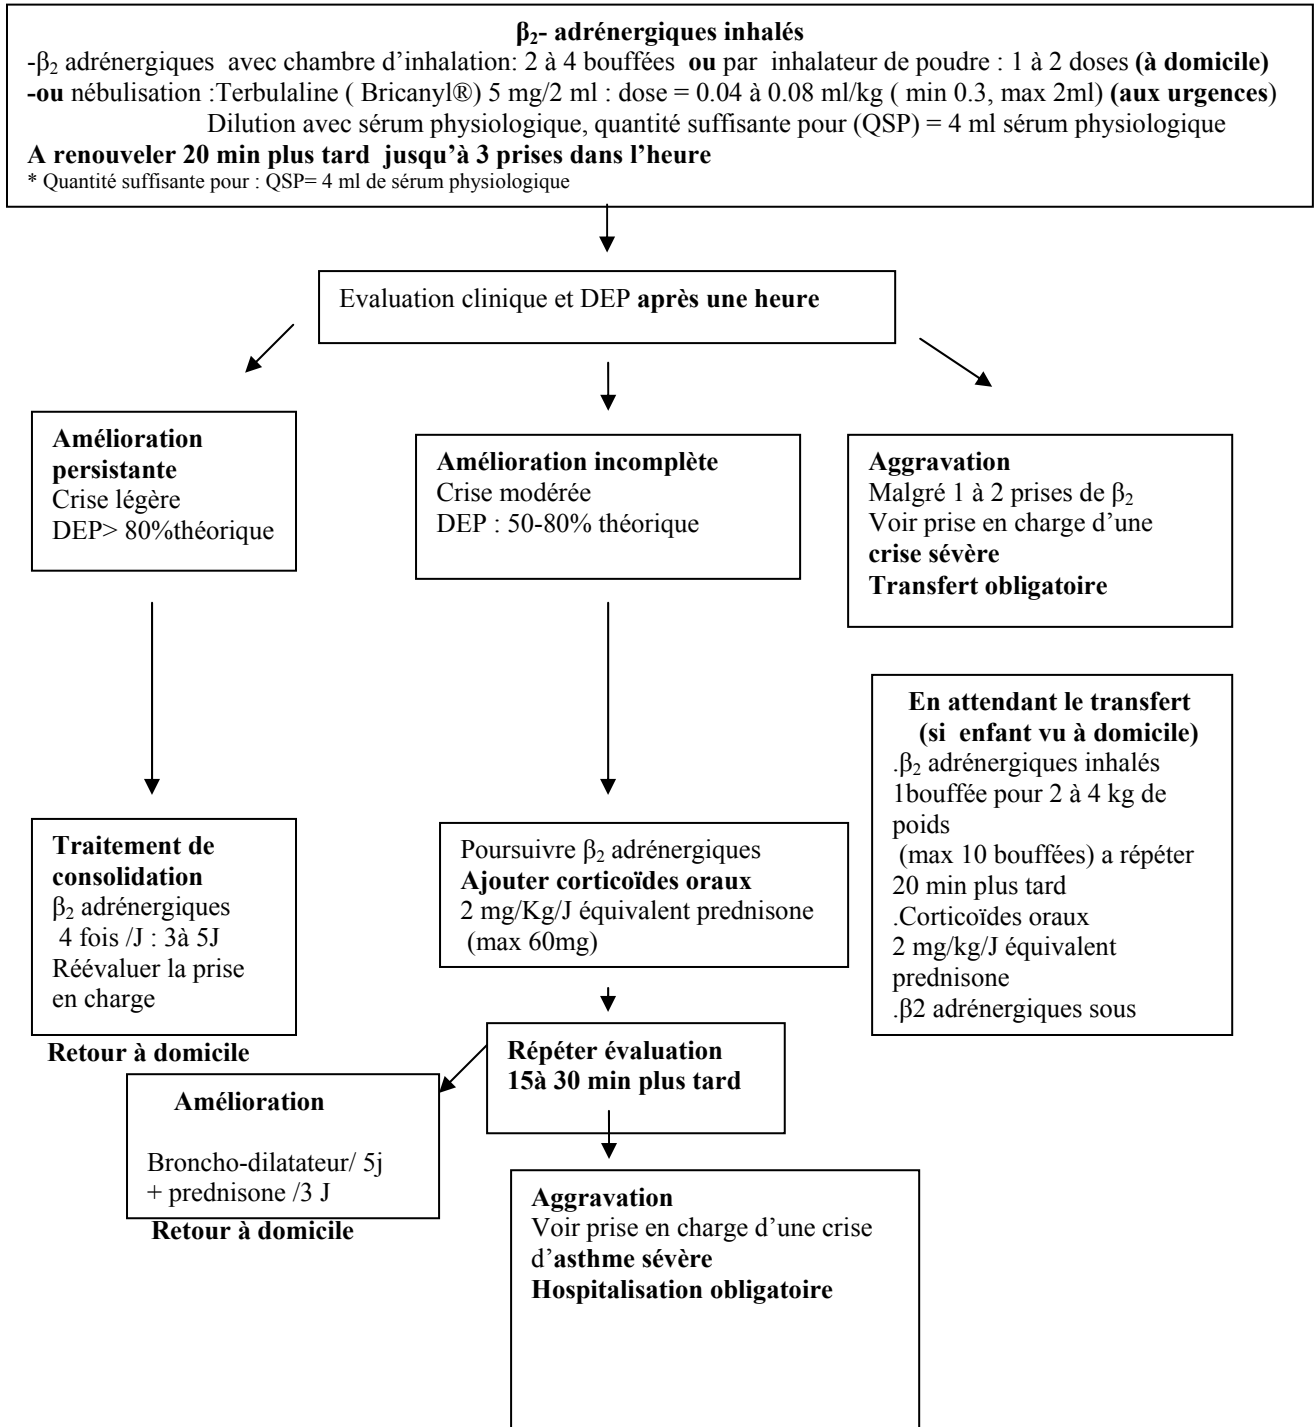 β₂- adrénergiques inhalés
-β₂ adrénergiques avec chambre d’inhalation: 2 à 4 bouffées ou par inhalateur de poudre : 1 à 2 doses (à domicile)
-ou nébulisation :Terbulaline ( Bricanyl®) 5 mg/2 ml : dose = 0.04 à 0.08 ml/kg ( min 0.3, max 2ml) (aux urgences)
Dilution avec sérum physiologique, quantité suffisante pour (QSP) = 4 ml sérum physiologique
A renouveler 20 min plus tard jusqu’à 3 prises dans l’heure
* Quantité suffisante pour : QSP= 4 ml de sérum physiologique
Evaluation clinique et DEP après une heure
Amélioration
persistante
Crise légère
DEP> 80%théorique
Amélioration incomplète
Crise modérée
DEP : 50-80% théorique
Aggravation
Malgré 1 à 2 prises de β₂
Voir prise en charge d’une
crise sévère
Transfert obligatoire
En attendant le transfert
(si enfant vu à domicile)
.β₂ adrénergiques inhalés
1bouffée pour 2 à 4 kg de
poids
(max 10 bouffées) a répéter
20 min plus tard
.Corticoïdes oraux
2 mg/kg/J équivalent
prednisone
.β2 adrénergiques sous
Traitement de
consolidation
β₂ adrénergiques
4 fois /J : 3à 5J
Réévaluer la prise
en charge
Retour à domicile
Poursuivre β₂ adrénergiques
Ajouter corticoïdes oraux
2 mg/Kg/J équivalent prednisone
(max 60mg)
Répéter évaluation
15à 30 min plus tard
Amélioration
Broncho-dilatateur/ 5j
+ prednisone /3 J
Retour à domicile
Aggravation
Voir prise en charge d’une crise
d’asthme sévère
Hospitalisation obligatoire